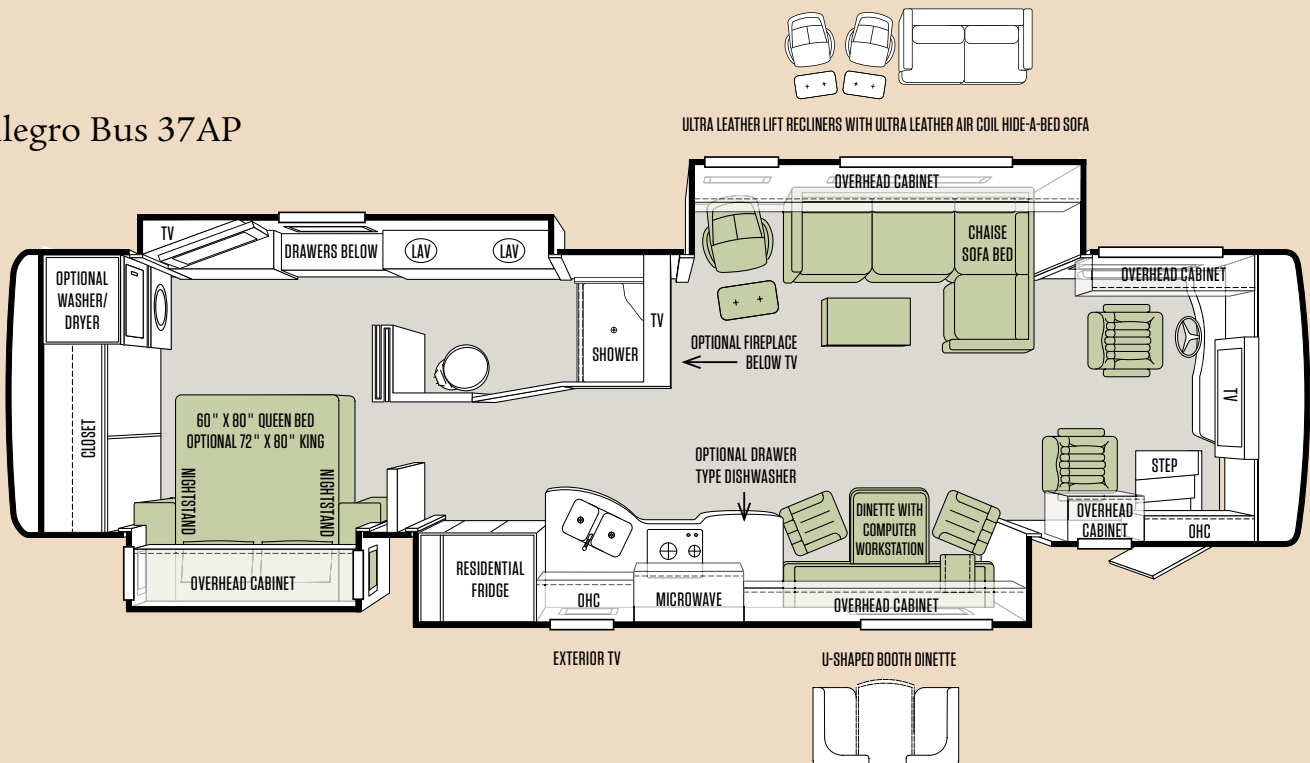 llegro Bus 37AP
ULTRA LEATHER LIFT RECLINERS WITH ULTRA LEATHER AIR COIL HIDE-A-BED SOFA
OVERHEAD CABINET
TV
DRAWERS BELOW
LAV
LAV
CHAISE
SOFA BED
OVERHEAD CABINET
OPTIONAL
WASHER/
DRYER
TV
SHOWER
OPTIONAL FIREPLACE
BELOW TV
TV
60" X 80" QUEEN BED
OPTIONAL 72" X 80" KING
CLOSET
NIGHTSTAND
NIGHTSTAND
OPTIONAL DRAWER
TYPE DISHWASHER
STEP
DINETTE WITH
COMPUTER
WORKSTATION
OVERHEAD
CABINET
OHC
RESIDENTIAL
FRIDGE
OVERHEAD CABINET
OHC
MICROWAVE
OVERHEAD CABINET
EXTERIOR TV
U-SHAPED BOOTH DINETTE